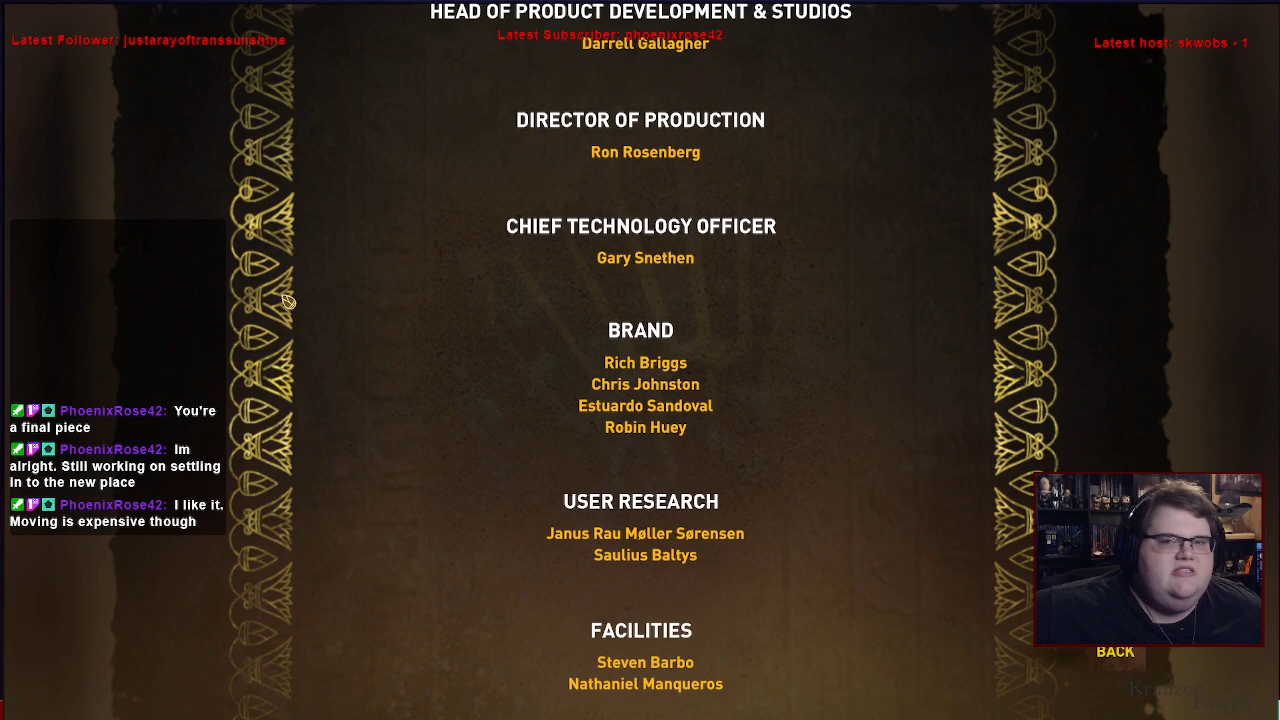 HEAD OF PRODUCT DEVELOPMENT & STUDIOS
Latest Follower: justarayoftranssunshine
Latest Subscriber: phoenixrose42
Latest host: skwobs - 1
Darrell Gallagher
DIRECTOR OF PRODUCTION
Ron Rosenberg
CHIEF TECHNOLOGY OFFICER
Gary Snethen
BRAND
Rich Briggs
Chris Johnston
Estuardo Sandoval
Robin Huey
PhoenixRose42: You're
a final piece
PhoenixRose42: Im
alright. Still working on settling
in to the new place
PhoenixRose42: I like it.
Moving is expensive though
USER RESEARCH
Janus Rau Møller Sørensen
Saulius Baltys
FACILITIES
Steven Barbo
Nathaniel Manqueros
BACK